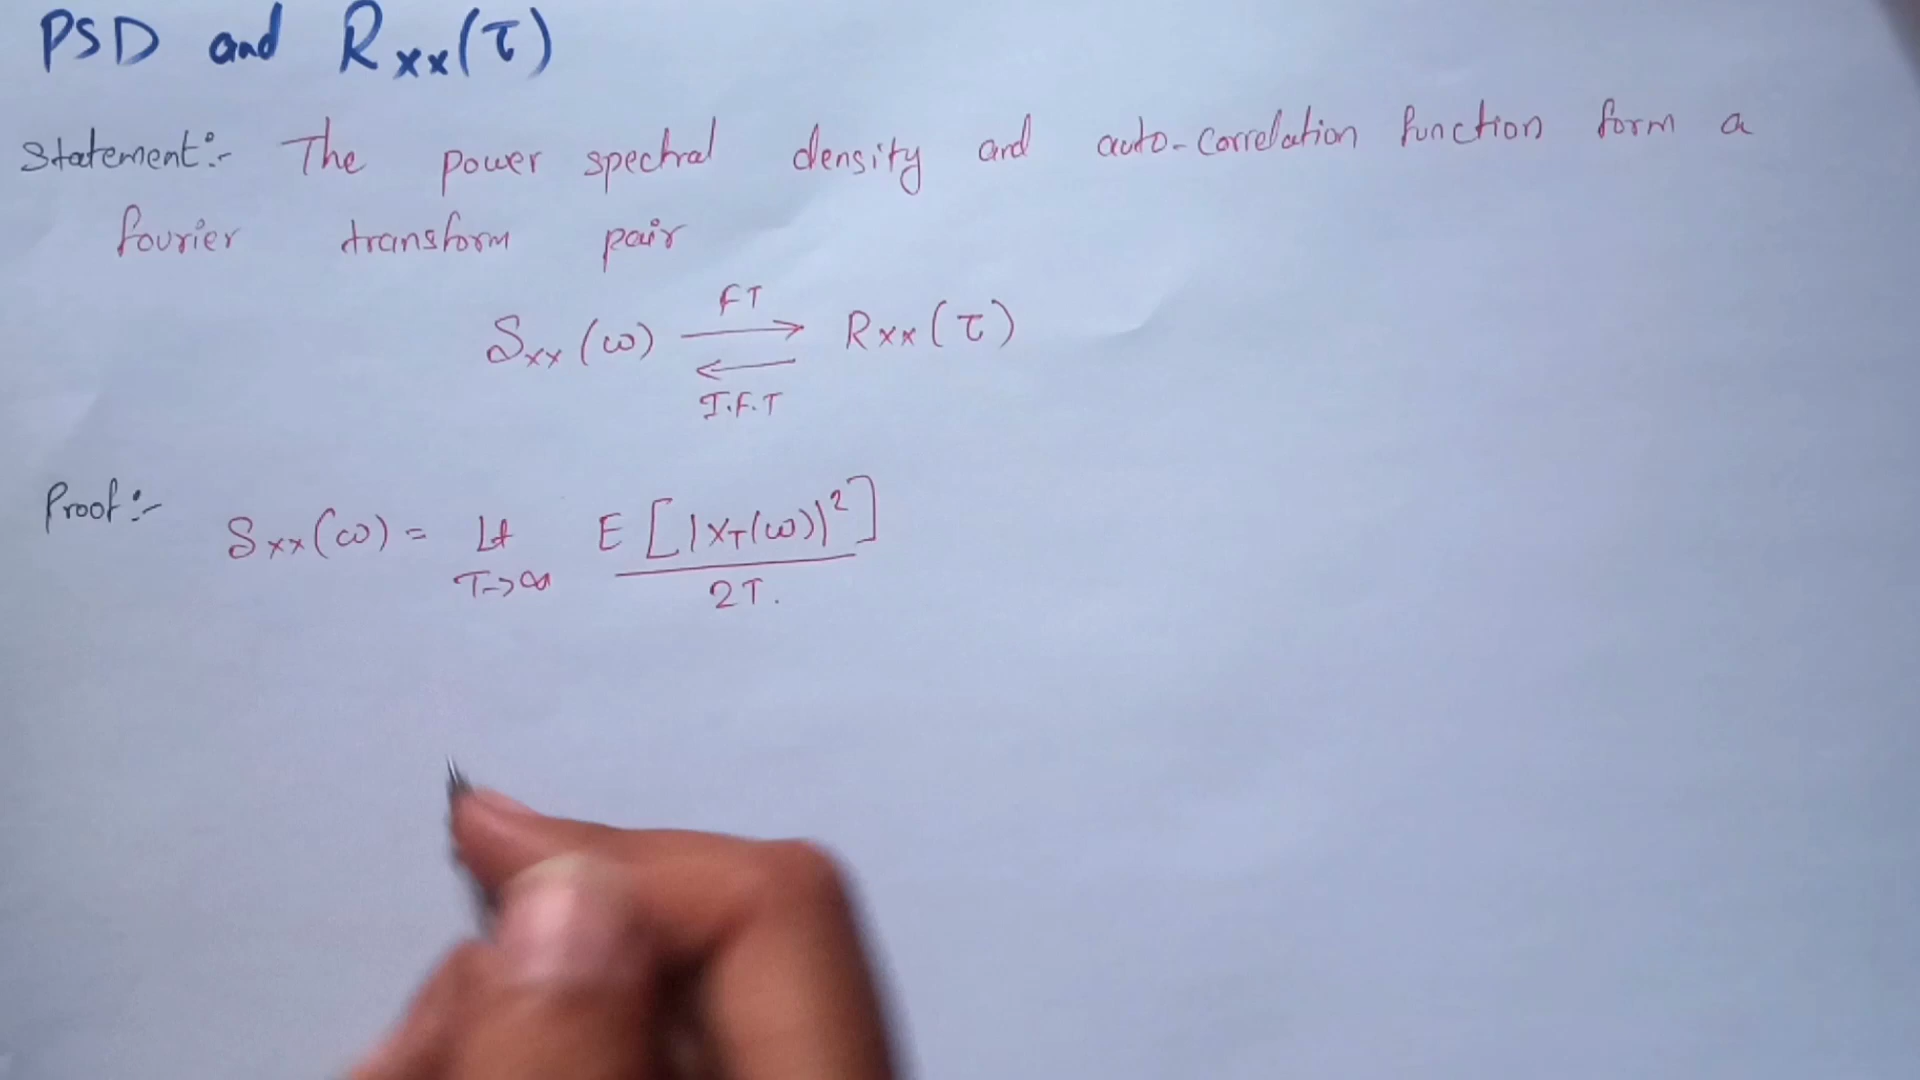 PSD and Rxx(τ)
Statement:- The power spectral density and auto-correlation function form a
fourier transform pair
FT
Sxx(ω) ⇄ Rxx(τ)
I.F.T
Proof:- Sxx(ω) = Lt E[|XT(ω)|²]
T->∞ 2T.